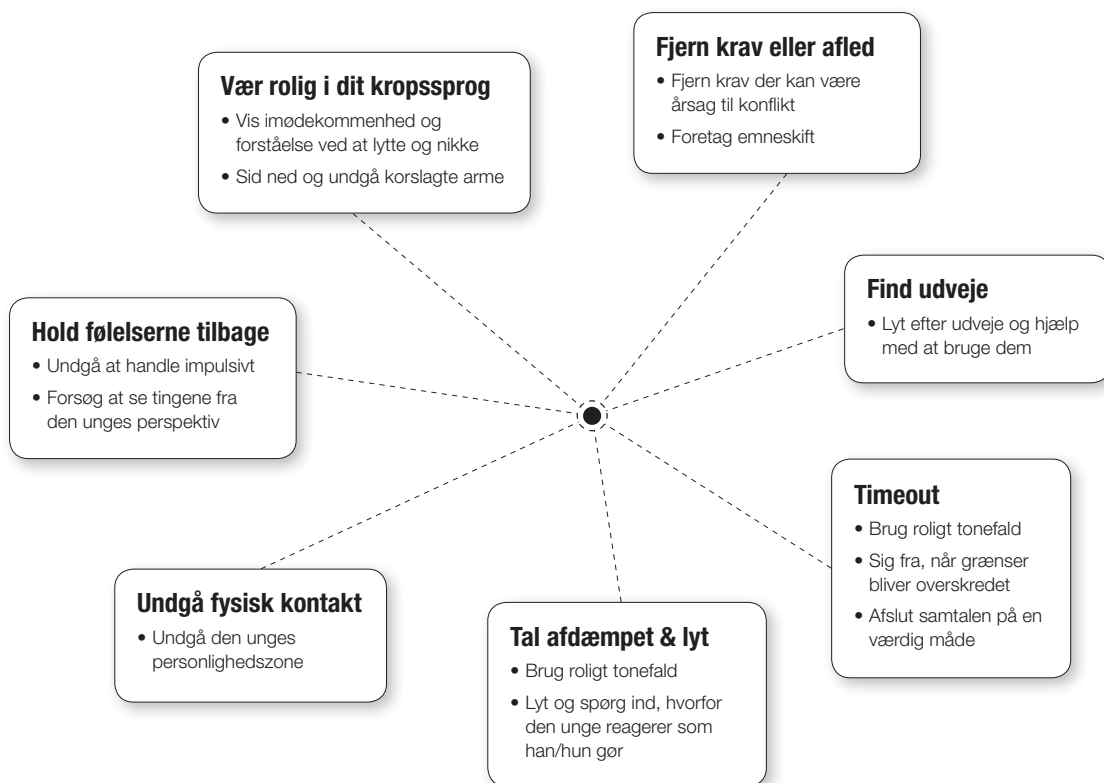 Vær rolig i dit kropssprog
• Vis imødekommenhed og
forståelse ved at lytte og nikke
• Sid ned og undgå korslagte arme
Fjern krav eller afled
• Fjern krav der kan være
årsag til konflikt
• Foretag emneskift
Find udveje
• Lyt efter udveje og hjælp
med at bruge dem
Hold følelserne tilbage
• Undgå at handle impulsivt
• Forsøg at se tingene fra
den unges perspektiv
Timeout
• Brug roligt tonefald
• Sig fra, når grænser
bliver overskredet
• Afslut samtalen på en
værdig måde
Undgå fysisk kontakt
• Undgå den unges
personlighedszone
Tal afdæmpet & lyt
• Brug roligt tonefald
• Lyt og spørg ind, hvorfor
den unge reagerer som
han/hun gør